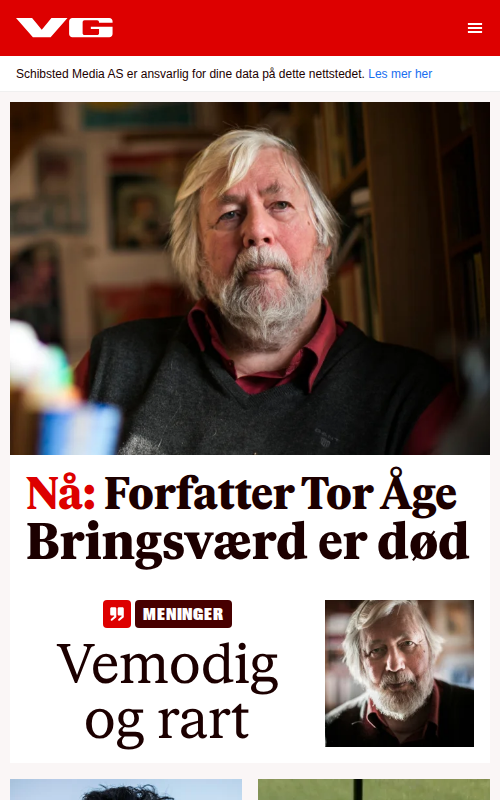 VG
Schibsted Media AS er ansvarlig for dine data på dette nettstedet. Les mer her
Nå: Forfatter Tor Åge
Bringsværd er død
MENINGER
Vemodig
og rart